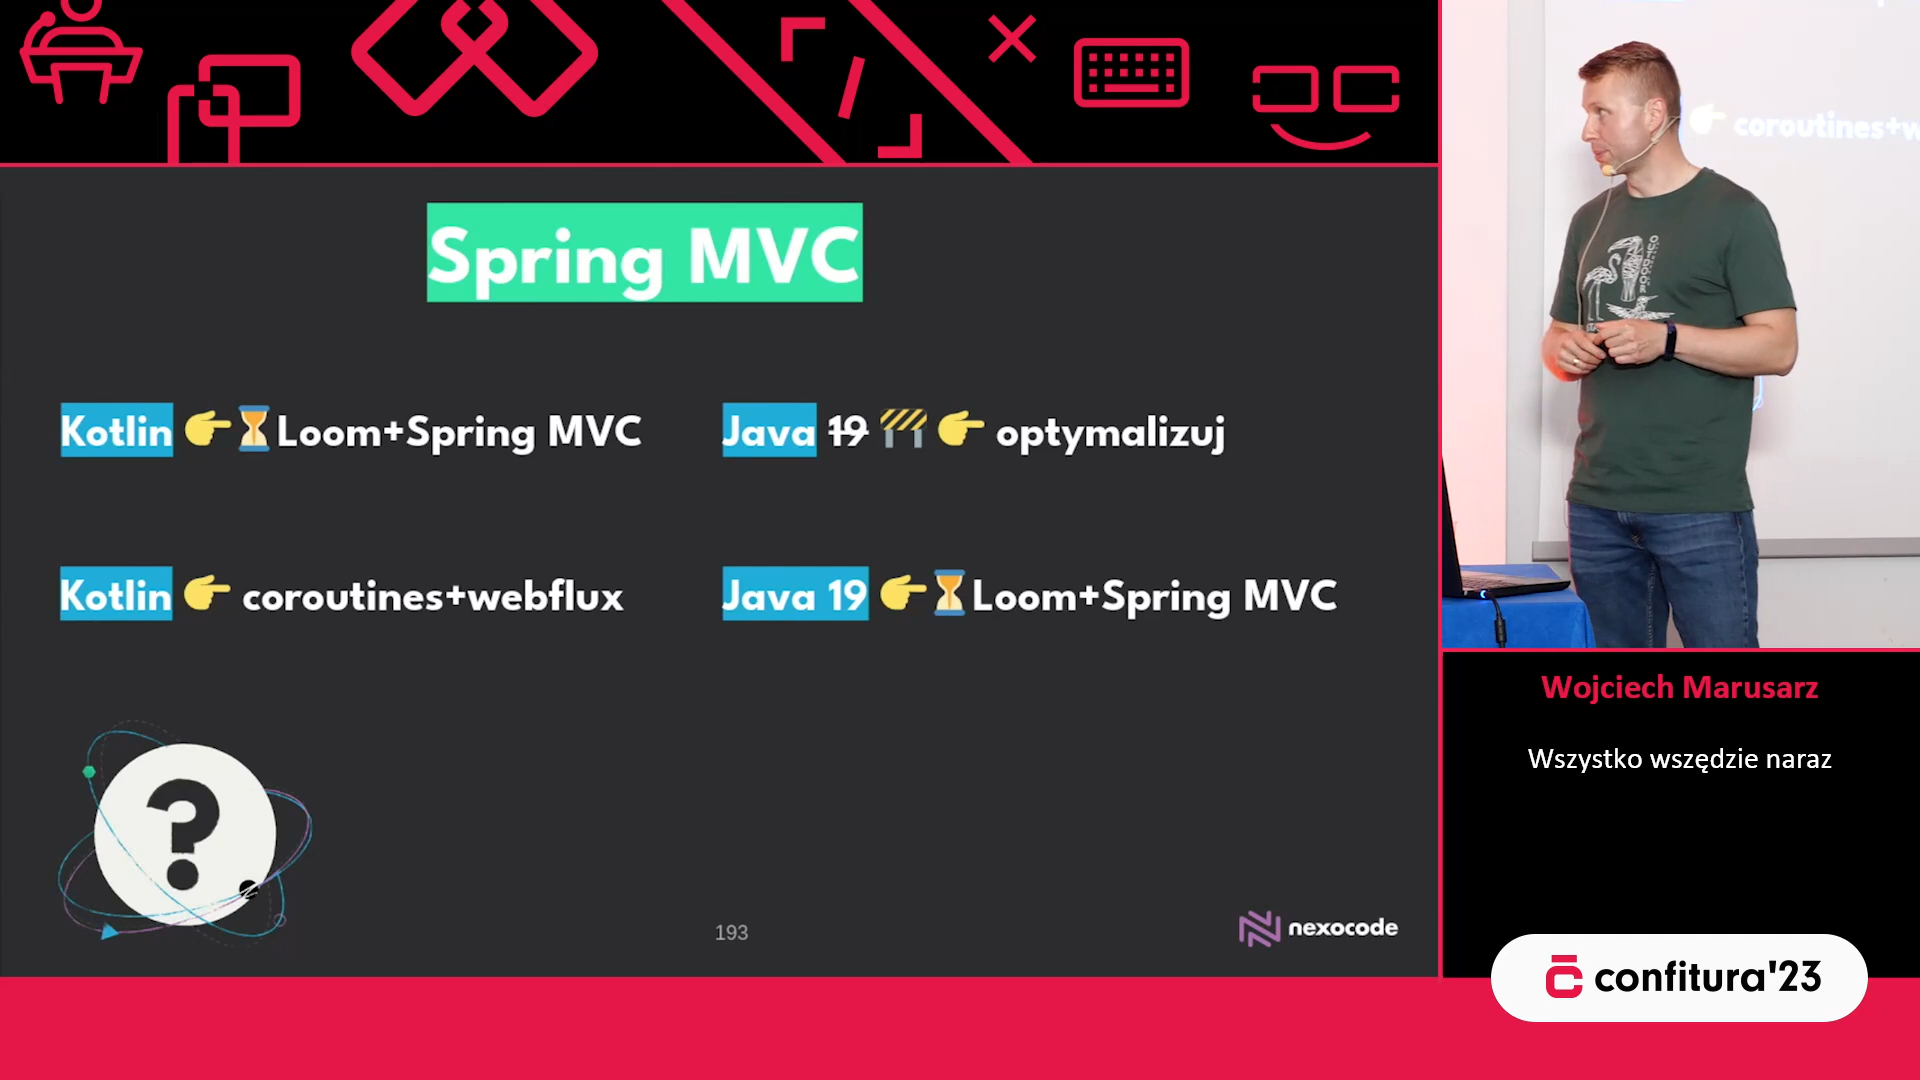 Spring MVC
Kotlin 👉⏳Loom+Spring MVC
Java 19 🚧 👉 optymalizuj
Kotlin 👉 coroutines+webflux
Java 19 👉⏳Loom+Spring MVC
?
193
nexocode
coroutines+w
Wojciech Marusarz
Wszystko wszędzie naraz
confitura'23